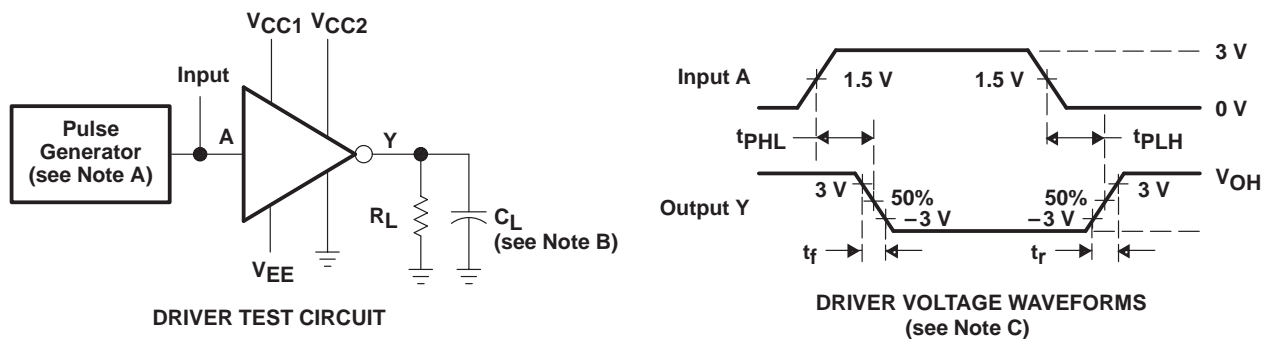 VCC1 VCC2
Input
Pulse
Generator
(see Note A)
A
Y
RL
CL
(see Note B)
VEE
DRIVER TEST CIRCUIT
3 V
Input A
1.5 V
1.5 V
0 V
tPHL
tPLH
VOH
3 V
3 V
50%
50%
Output Y
−3 V
−3 V
tf
tr
DRIVER VOLTAGE WAVEFORMS
(see Note C)